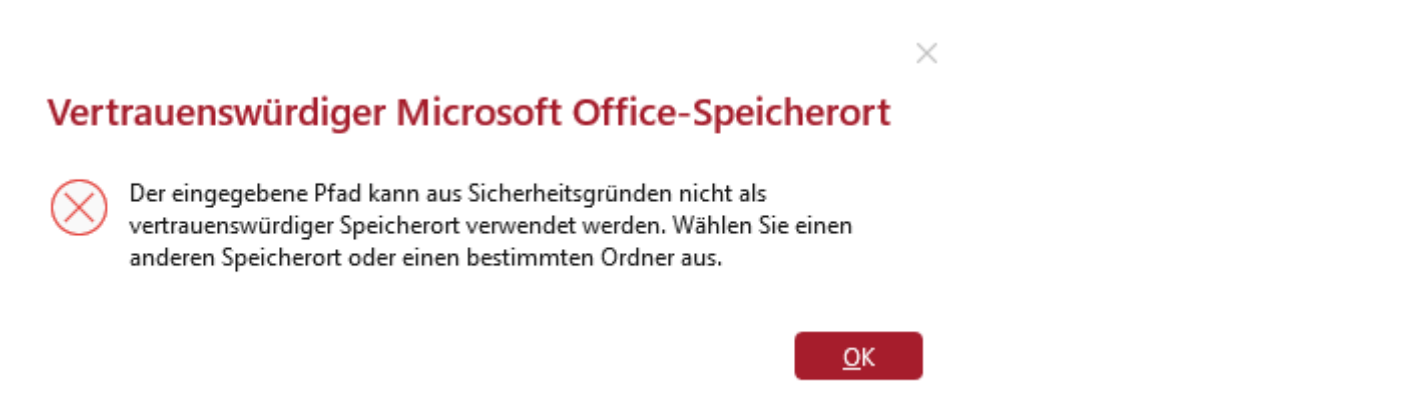 Vertrauenswürdiger Microsoft Office-Speicherort
Der eingegebene Pfad kann aus Sicherheitsgründen nicht als
vertrauenswürdiger Speicherort verwendet werden. Wählen Sie einen
anderen Speicherort oder einen bestimmten Ordner aus.
OK